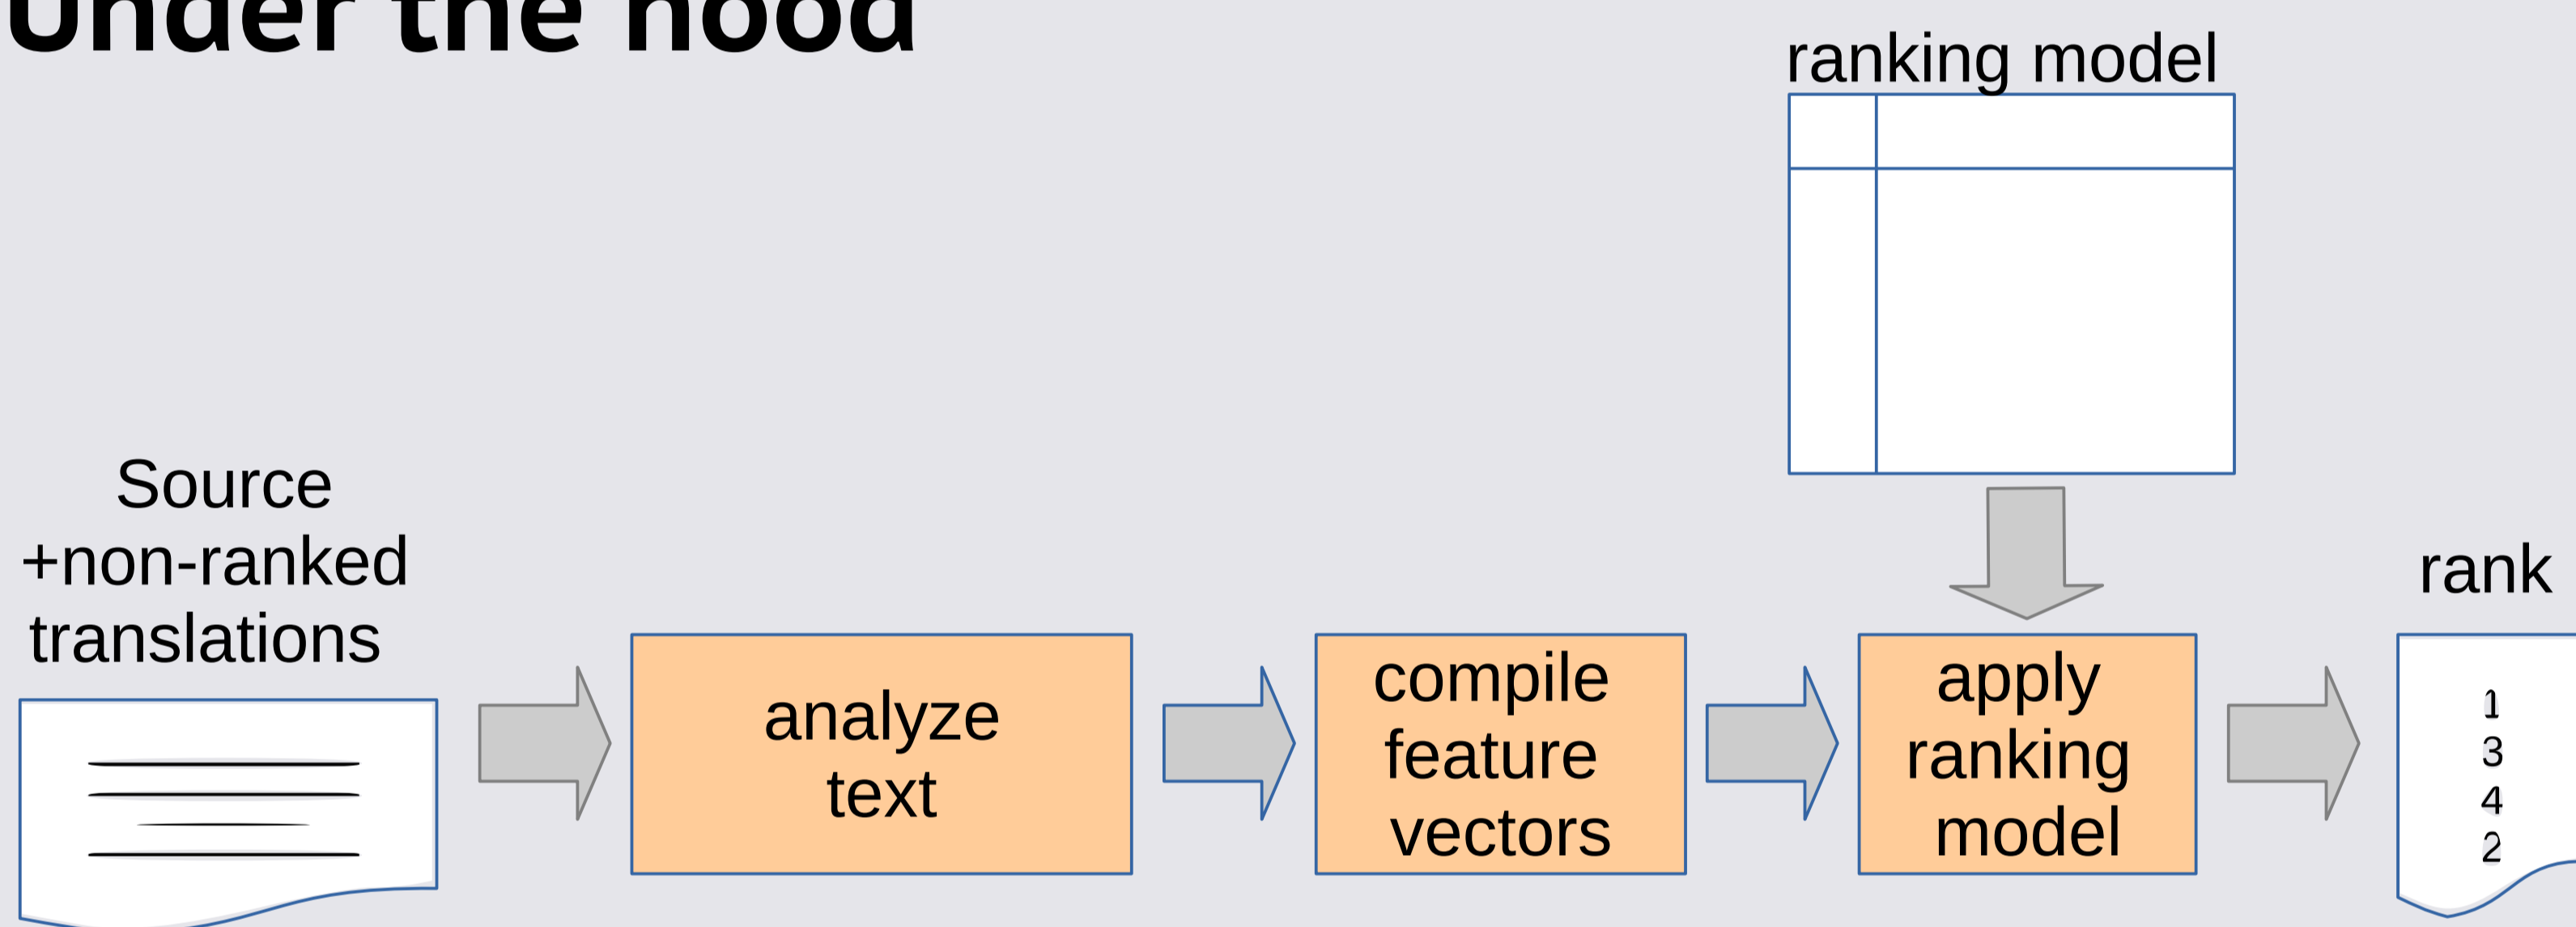 Under the hood
ranking model
Source
+non-ranked
translations
analyze
text
compile
feature
vectors
apply
ranking
model
rank
1
3
4
2